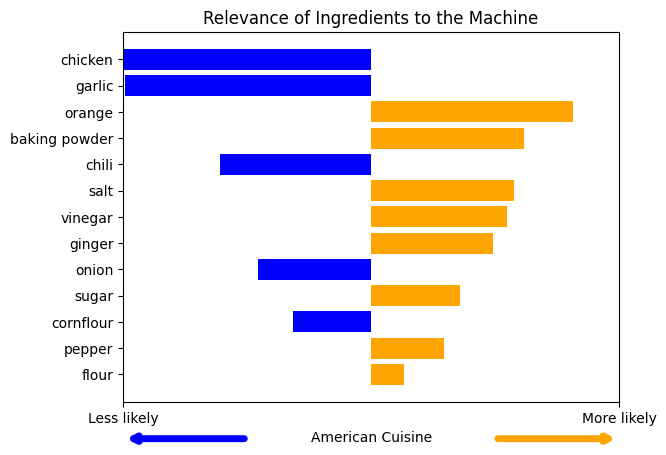 Relevance of Ingredients to the Machine
chicken
garlic
orange
baking powder
chili
salt
vinegar
ginger
onion
sugar
cornflour
pepper
flour
Less likely
More likely
American Cuisine